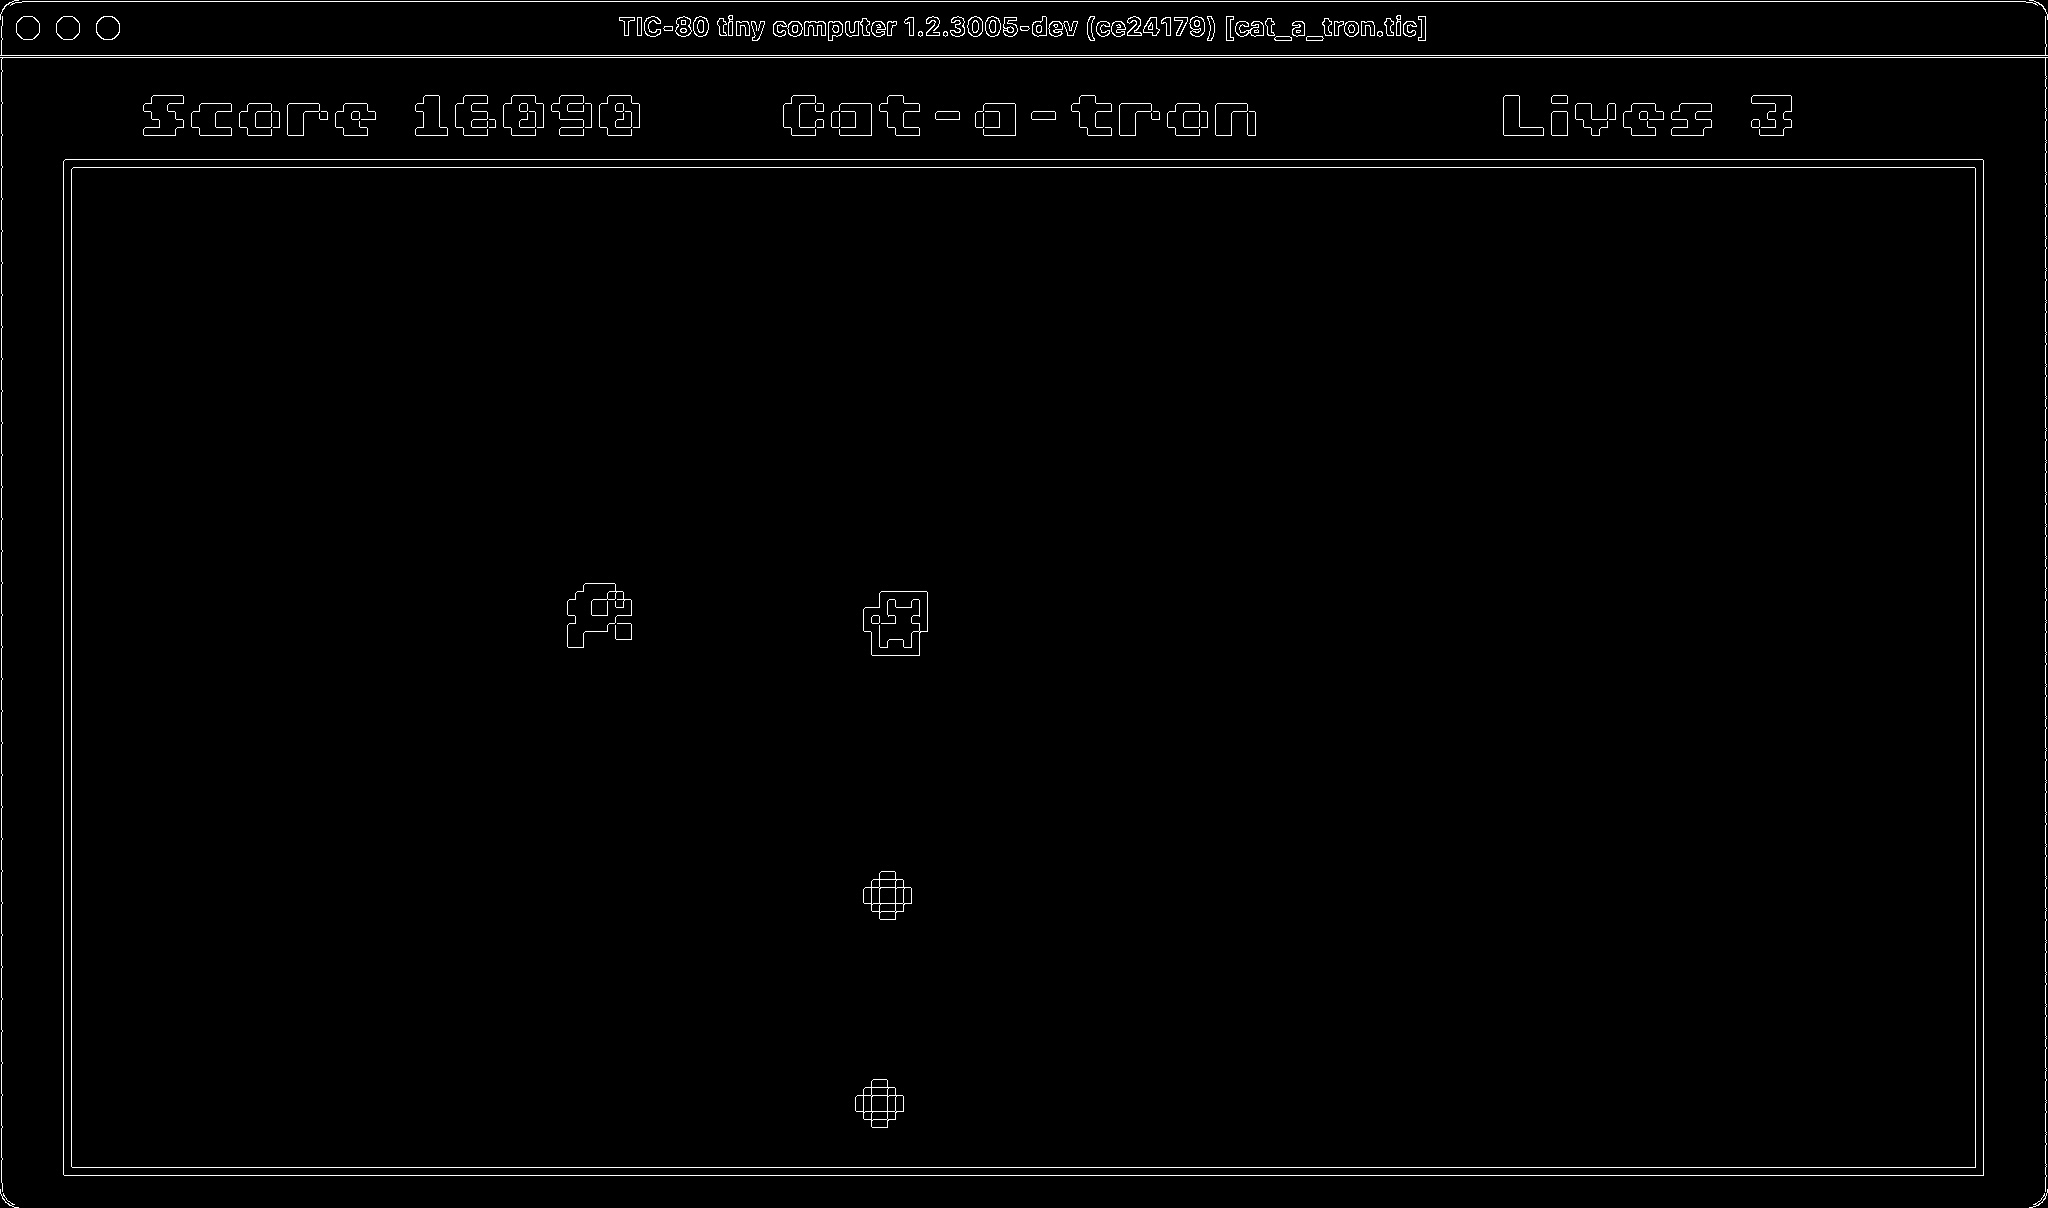 TIC-80 tiny computer 1.2.3005-dev (ce24179) [cat_a_tron.tic]
Score 16090 Cat-a-tron Lives 3